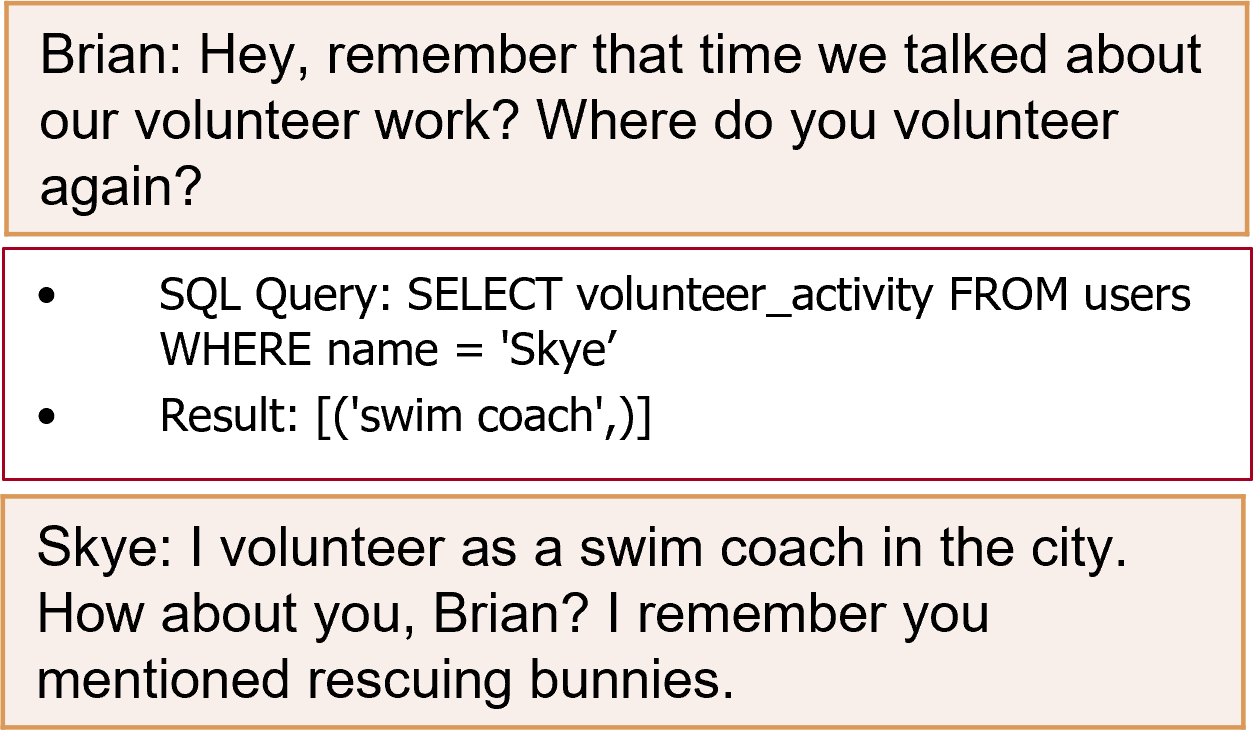 Brian: Hey, remember that time we talked about
our volunteer work? Where do you volunteer
again?
• SQL Query: SELECT volunteer_activity FROM users
WHERE name = 'Skye’
• Result: [('swim coach',)]
Skye: I volunteer as a swim coach in the city.
How about you, Brian? I remember you
mentioned rescuing bunnies.